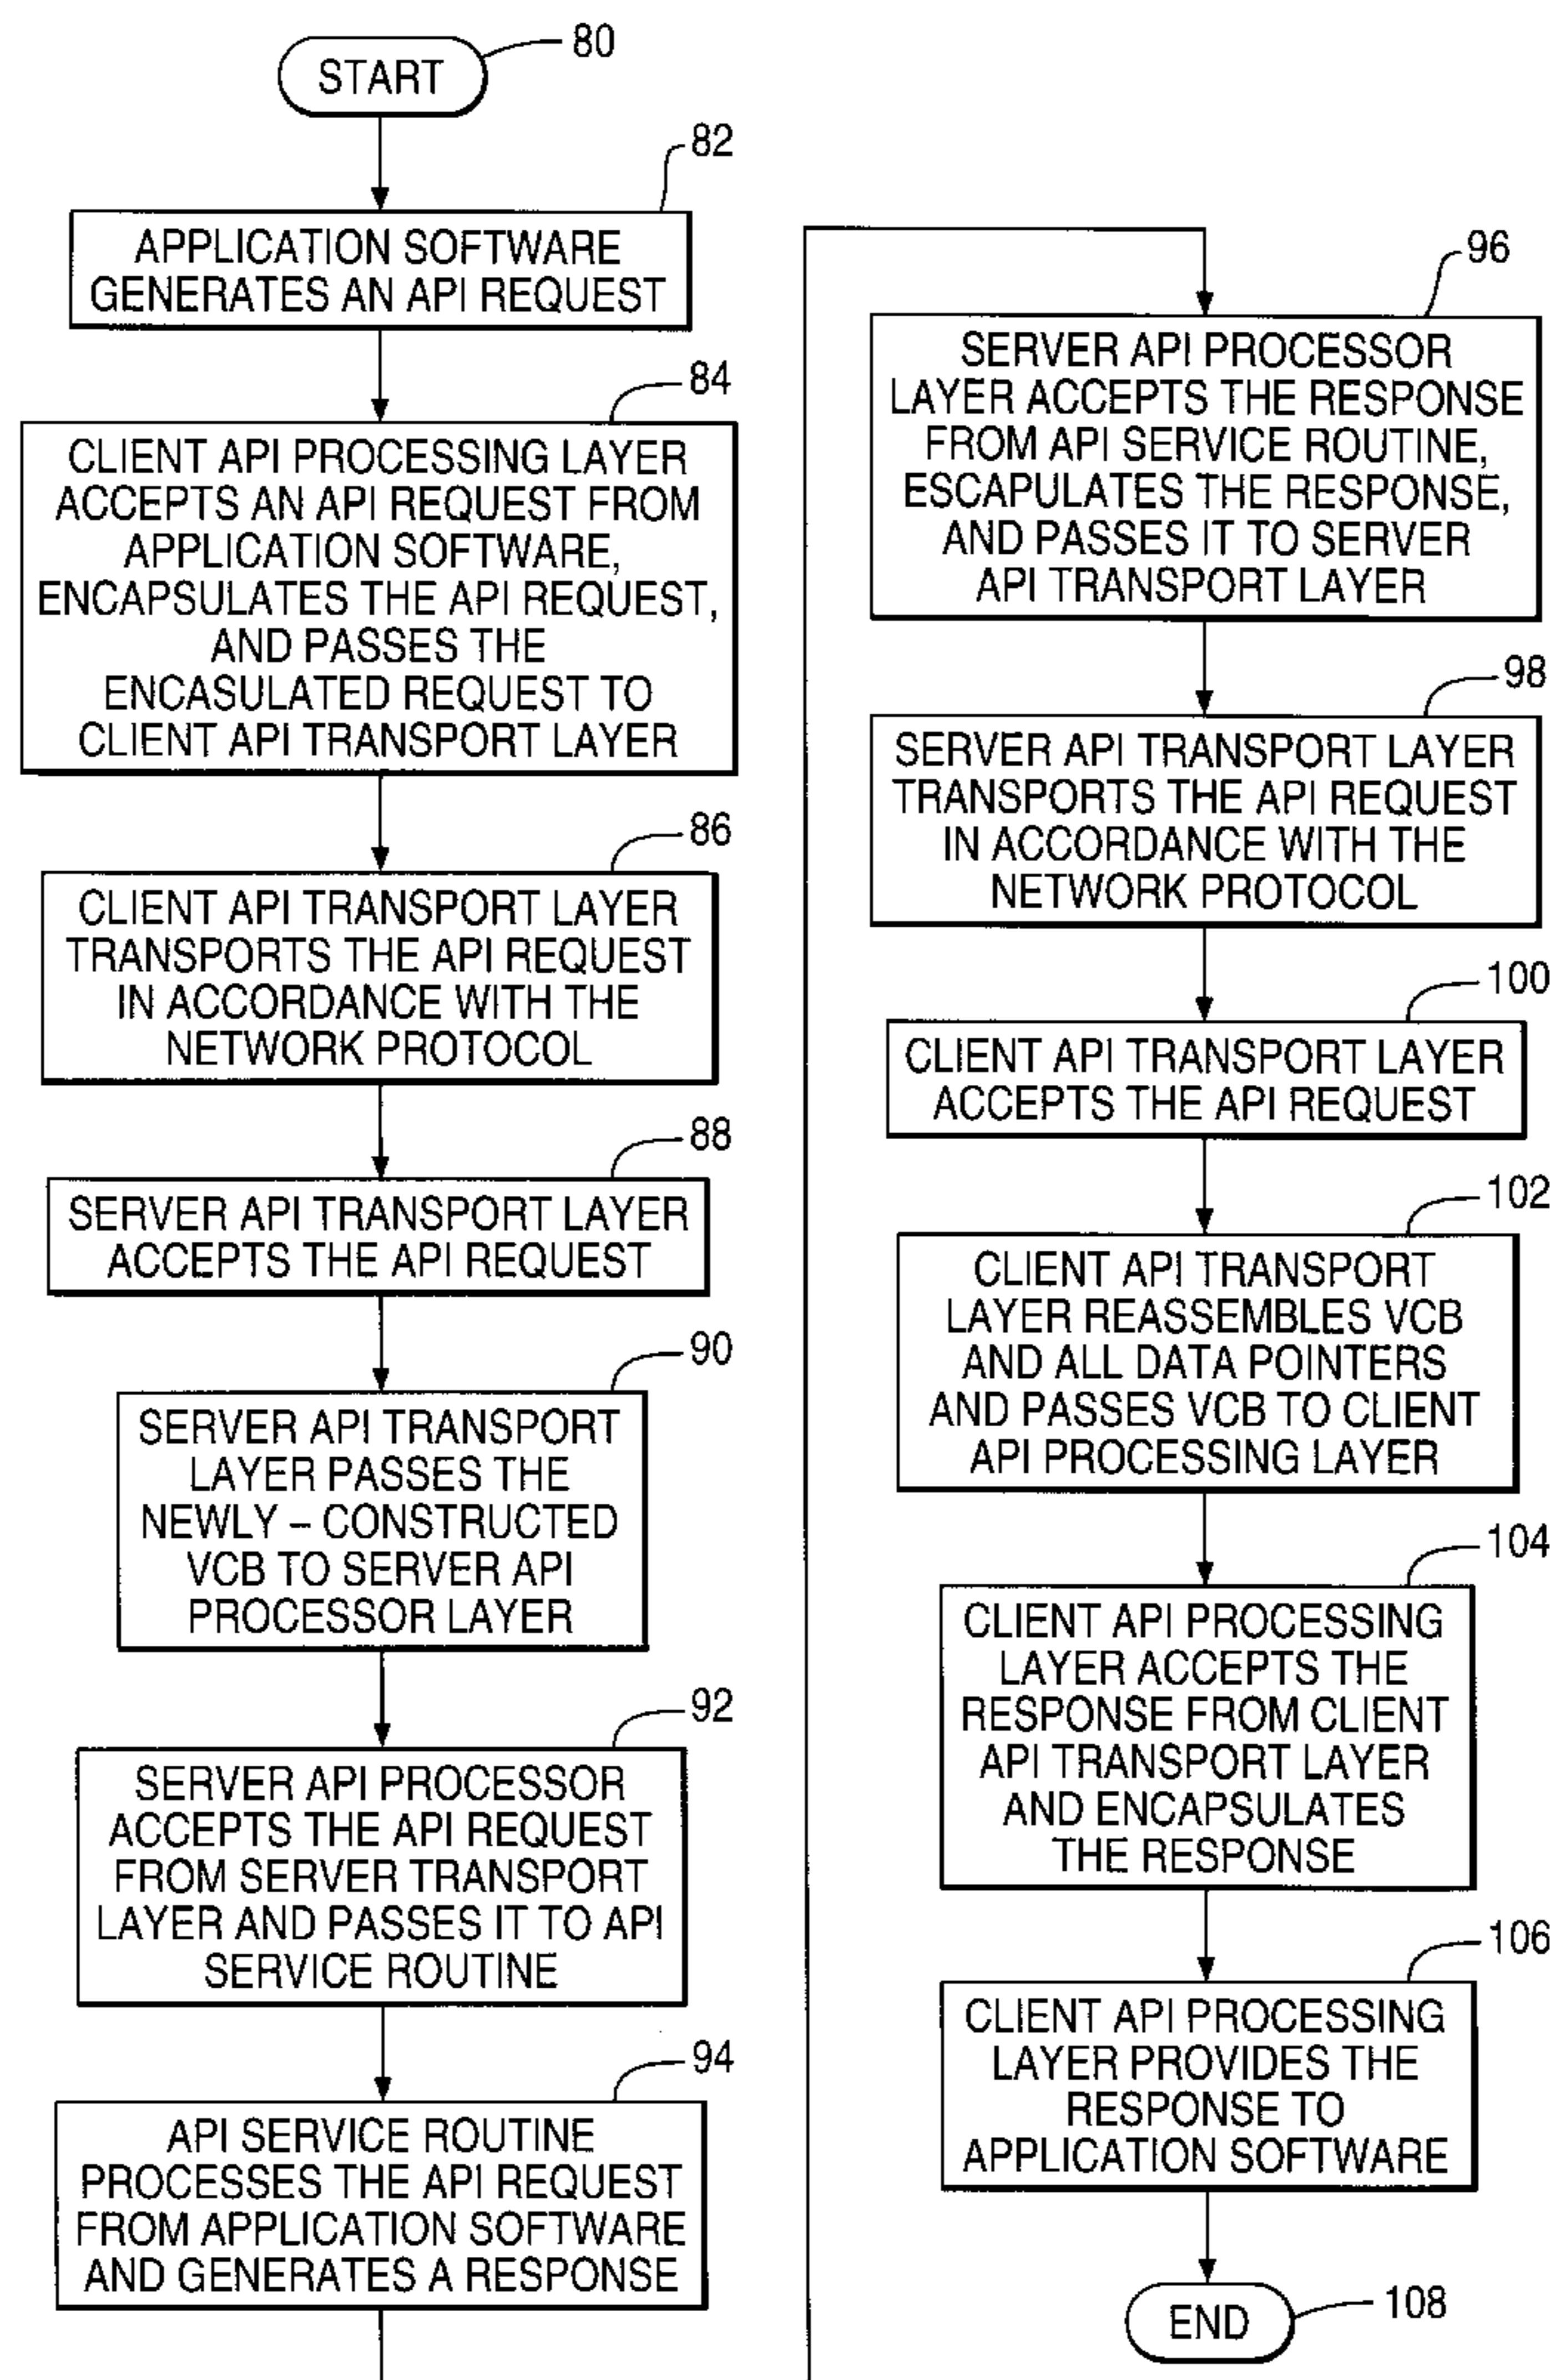 START
80
82
APPLICATION SOFTWARE
GENERATES AN API REQUEST
84
CLIENT API PROCESSING LAYER
ACCEPTS AN API REQUEST FROM
APPLICATION SOFTWARE,
ENCAPSULATES THE API REQUEST,
AND PASSES THE
ENCASULATED REQUEST TO
CLIENT API TRANSPORT LAYER
86
CLIENT API TRANSPORT LAYER
TRANSPORTS THE API REQUEST
IN ACCORDANCE WITH THE
NETWORK PROTOCOL
88
SERVER API TRANSPORT LAYER
ACCEPTS THE API REQUEST
90
SERVER API TRANSPORT
LAYER PASSES THE
NEWLY – CONSTRUCTED
VCB TO SERVER API
PROCESSOR LAYER
92
SERVER API PROCESSOR
ACCEPTS THE API REQUEST
FROM SERVER TRANSPORT
LAYER AND PASSES IT TO API
SERVICE ROUTINE
94
API SERVICE ROUTINE
PROCESSES THE API REQUEST
FROM APPLICATION SOFTWARE
AND GENERATES A RESPONSE
96
SERVER API PROCESSOR
LAYER ACCEPTS THE RESPONSE
FROM API SERVICE ROUTINE,
ESCAPULATES THE RESPONSE,
AND PASSES IT TO SERVER
API TRANSPORT LAYER
98
SERVER API TRANSPORT LAYER
TRANSPORTS THE API REQUEST
IN ACCORDANCE WITH THE
NETWORK PROTOCOL
100
CLIENT API TRANSPORT LAYER
ACCEPTS THE API REQUEST
102
CLIENT API TRANSPORT
LAYER REASSEMBLES VCB
AND ALL DATA POINTERS
AND PASSES VCB TO CLIENT
API PROCESSING LAYER
104
CLIENT API PROCESSING
LAYER ACCEPTS THE
RESPONSE FROM CLIENT
API TRANSPORT LAYER
AND ENCAPSULATES
THE RESPONSE
106
CLIENT API PROCESSING
LAYER PROVIDES THE
RESPONSE TO
APPLICATION SOFTWARE
END
108